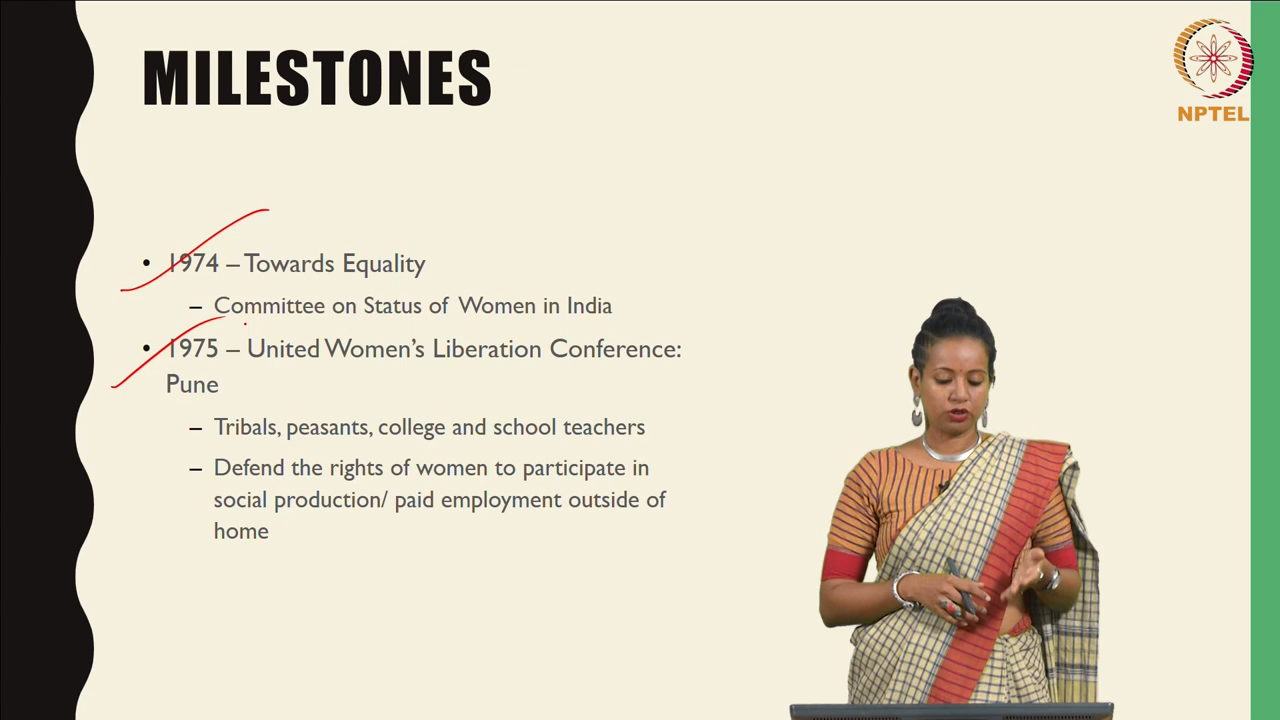 MILESTONES
NPTEL
• 1974 – Towards Equality
– Committee on Status of Women in India
• 1975 – United Women's Liberation Conference:
Pune
– Tribals, peasants, college and school teachers
– Defend the rights of women to participate in
social production/ paid employment outside of
home